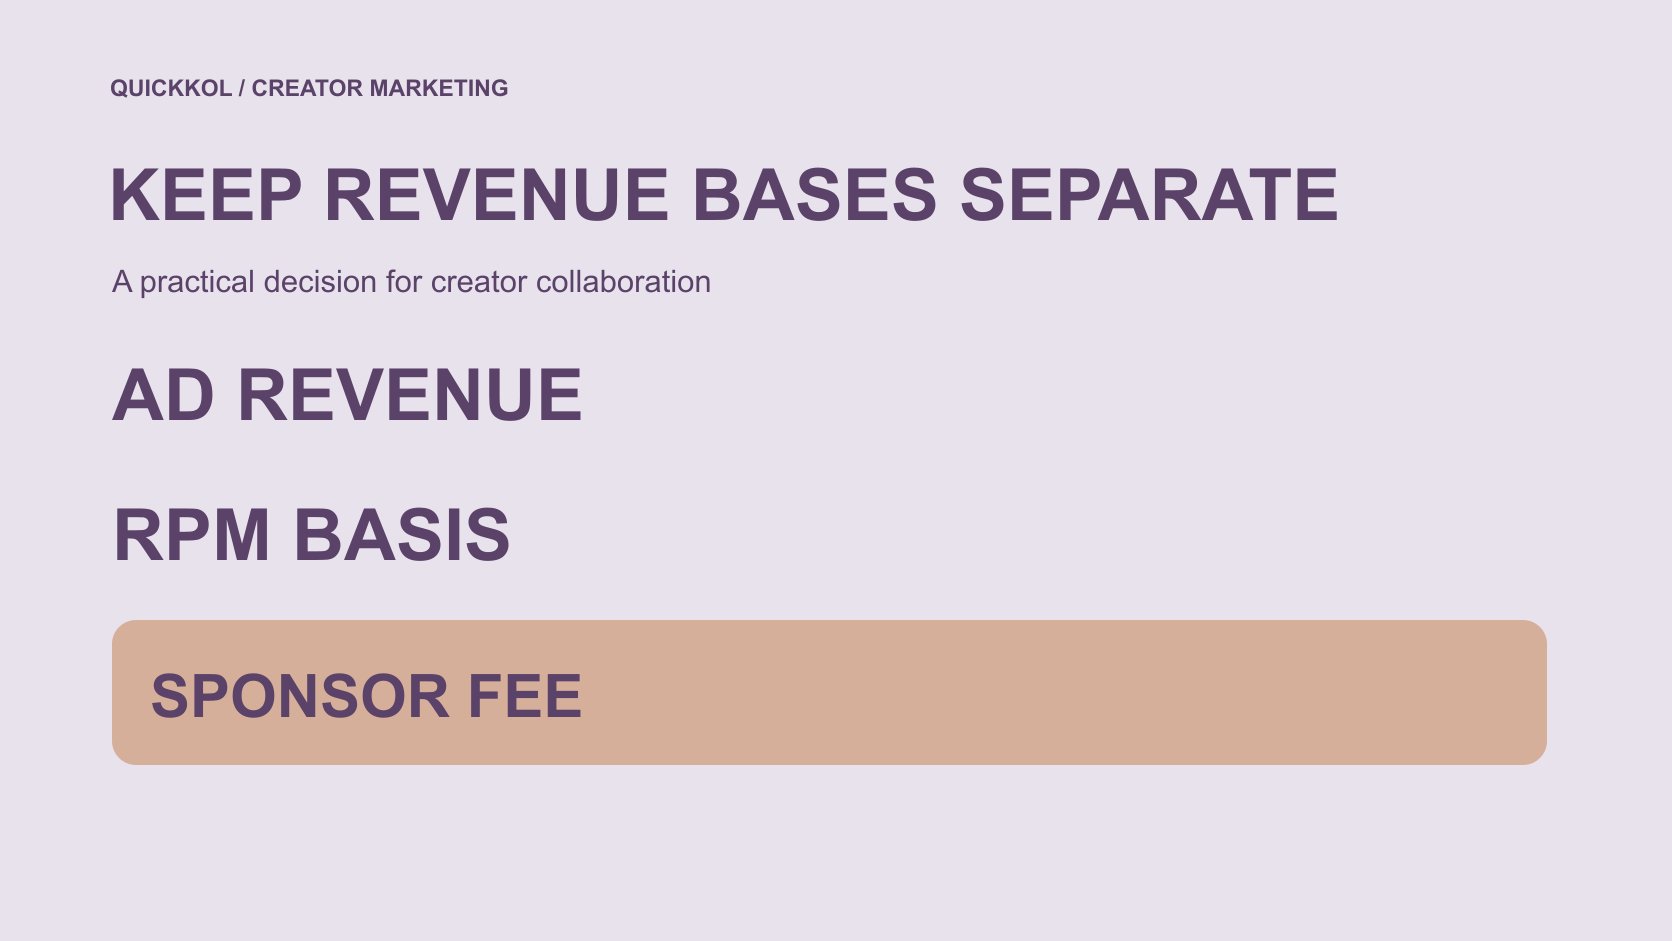 QUICKKOL / CREATOR MARKETING
KEEP REVENUE BASES SEPARATE
A practical decision for creator collaboration
AD REVENUE
RPM BASIS
SPONSOR FEE